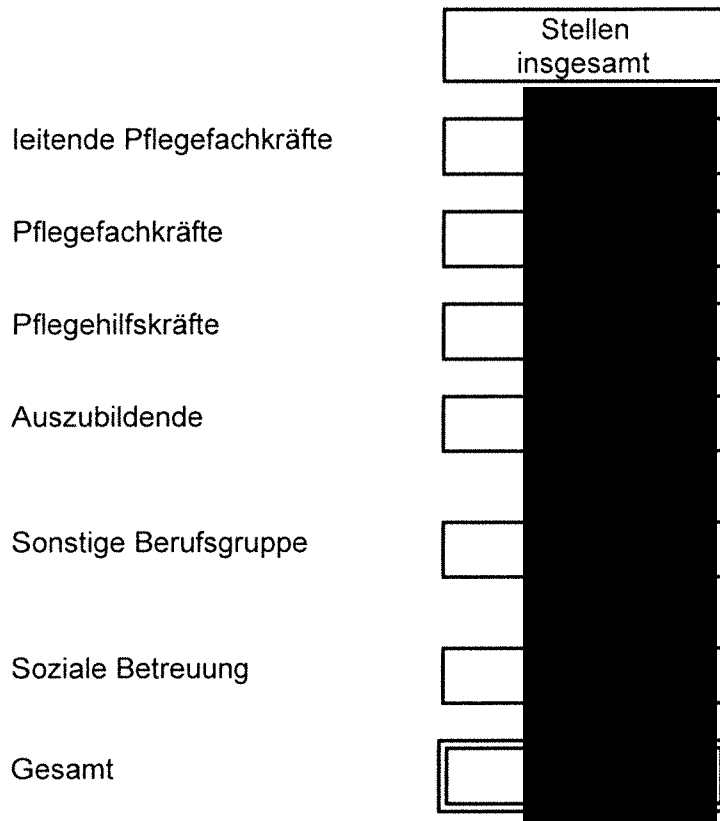 Stellen
insgesamt
leitende Pflegefachkräfte
Pflegefachkräfte
Pflegehilfskräfte
Auszubildende
Sonstige Berufsgruppe
Soziale Betreuung
Gesamt